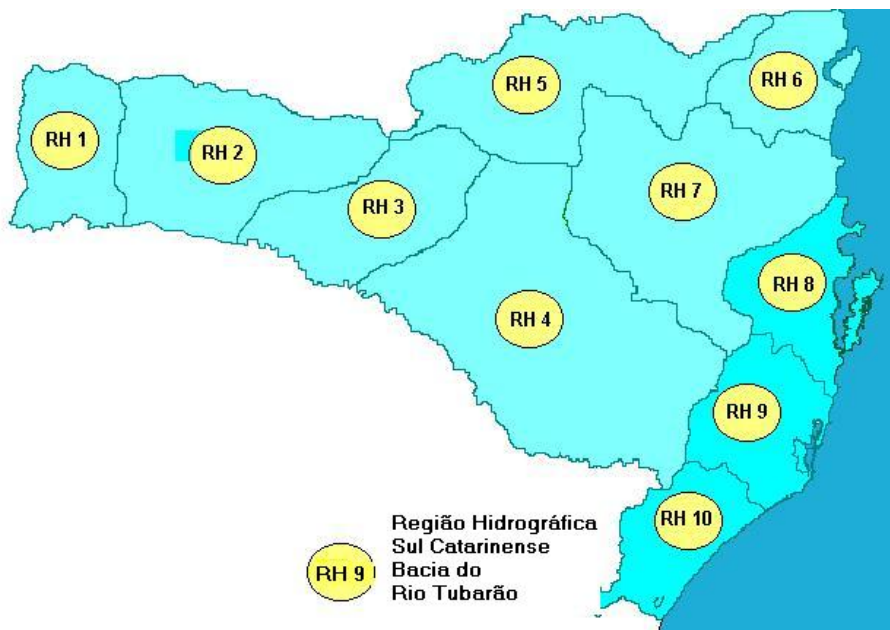 RH 5
RH 6
RH 1
RH 2
RH 3
RH 7
RH 8
RH 4
RH 9
RH 10
RH 9
Região Hidrográfica
Sul Catarinense
Bacia do
Rio Tubarão